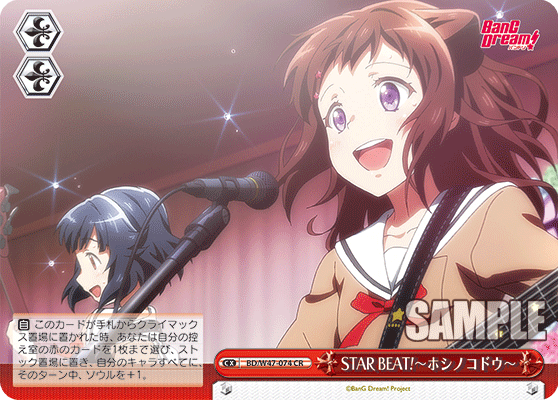 BanG Dream!
バンドリ!
SAMPLE
このカードが手札からクライマック
ス置場に置かれた時、あなたは自分の控
え室の赤のカードを1枚まで選び、ス
トック置場に置き、自分のキャラすべてに、
そのターン中、ソウルを+1。
CX
BD/W47-074 CR
STAR BEAT!〜ホシノコドウ〜
©BanG Dream! Project